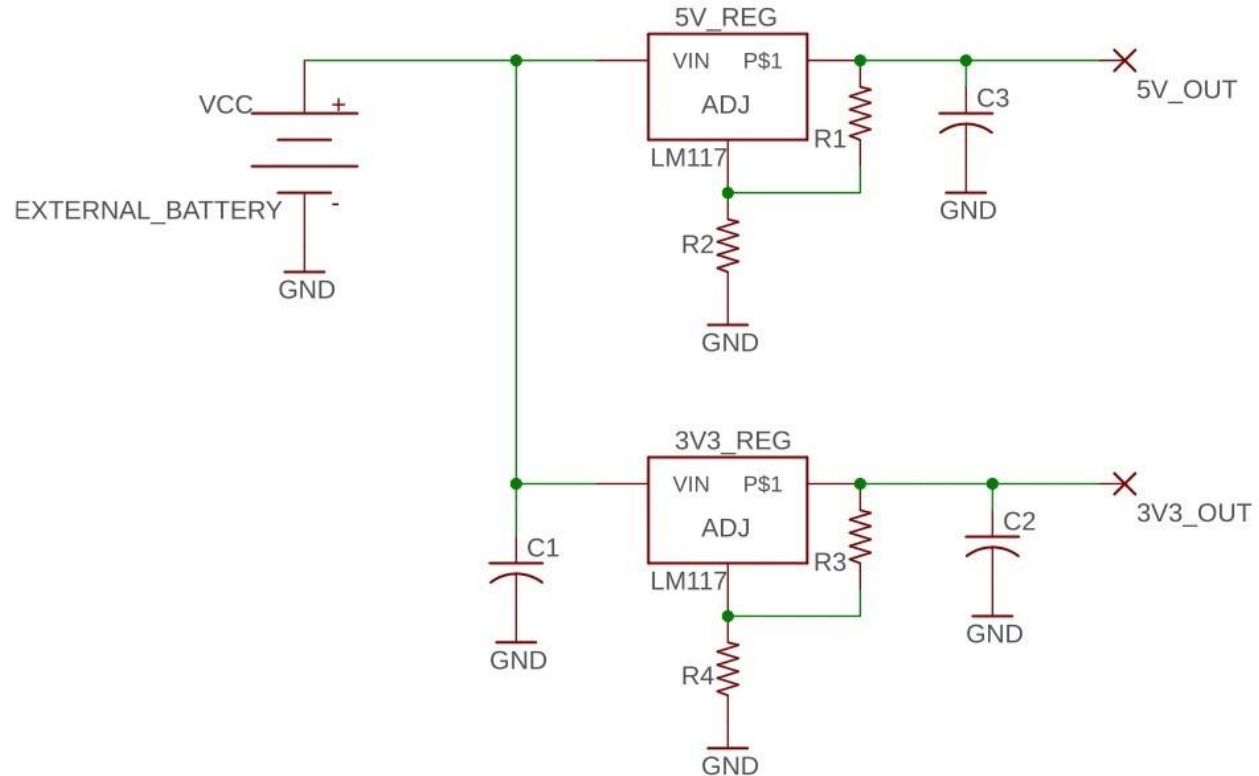 5V_REG
VIN P$1
ADJ
LM117
VCC
+
-
EXTERNAL_BATTERY
GND
R1
C3
5V_OUT
GND
R2
GND
3V3_REG
VIN P$1
ADJ
LM117
C1
GND
R3
C2
3V3_OUT
GND
R4
GND